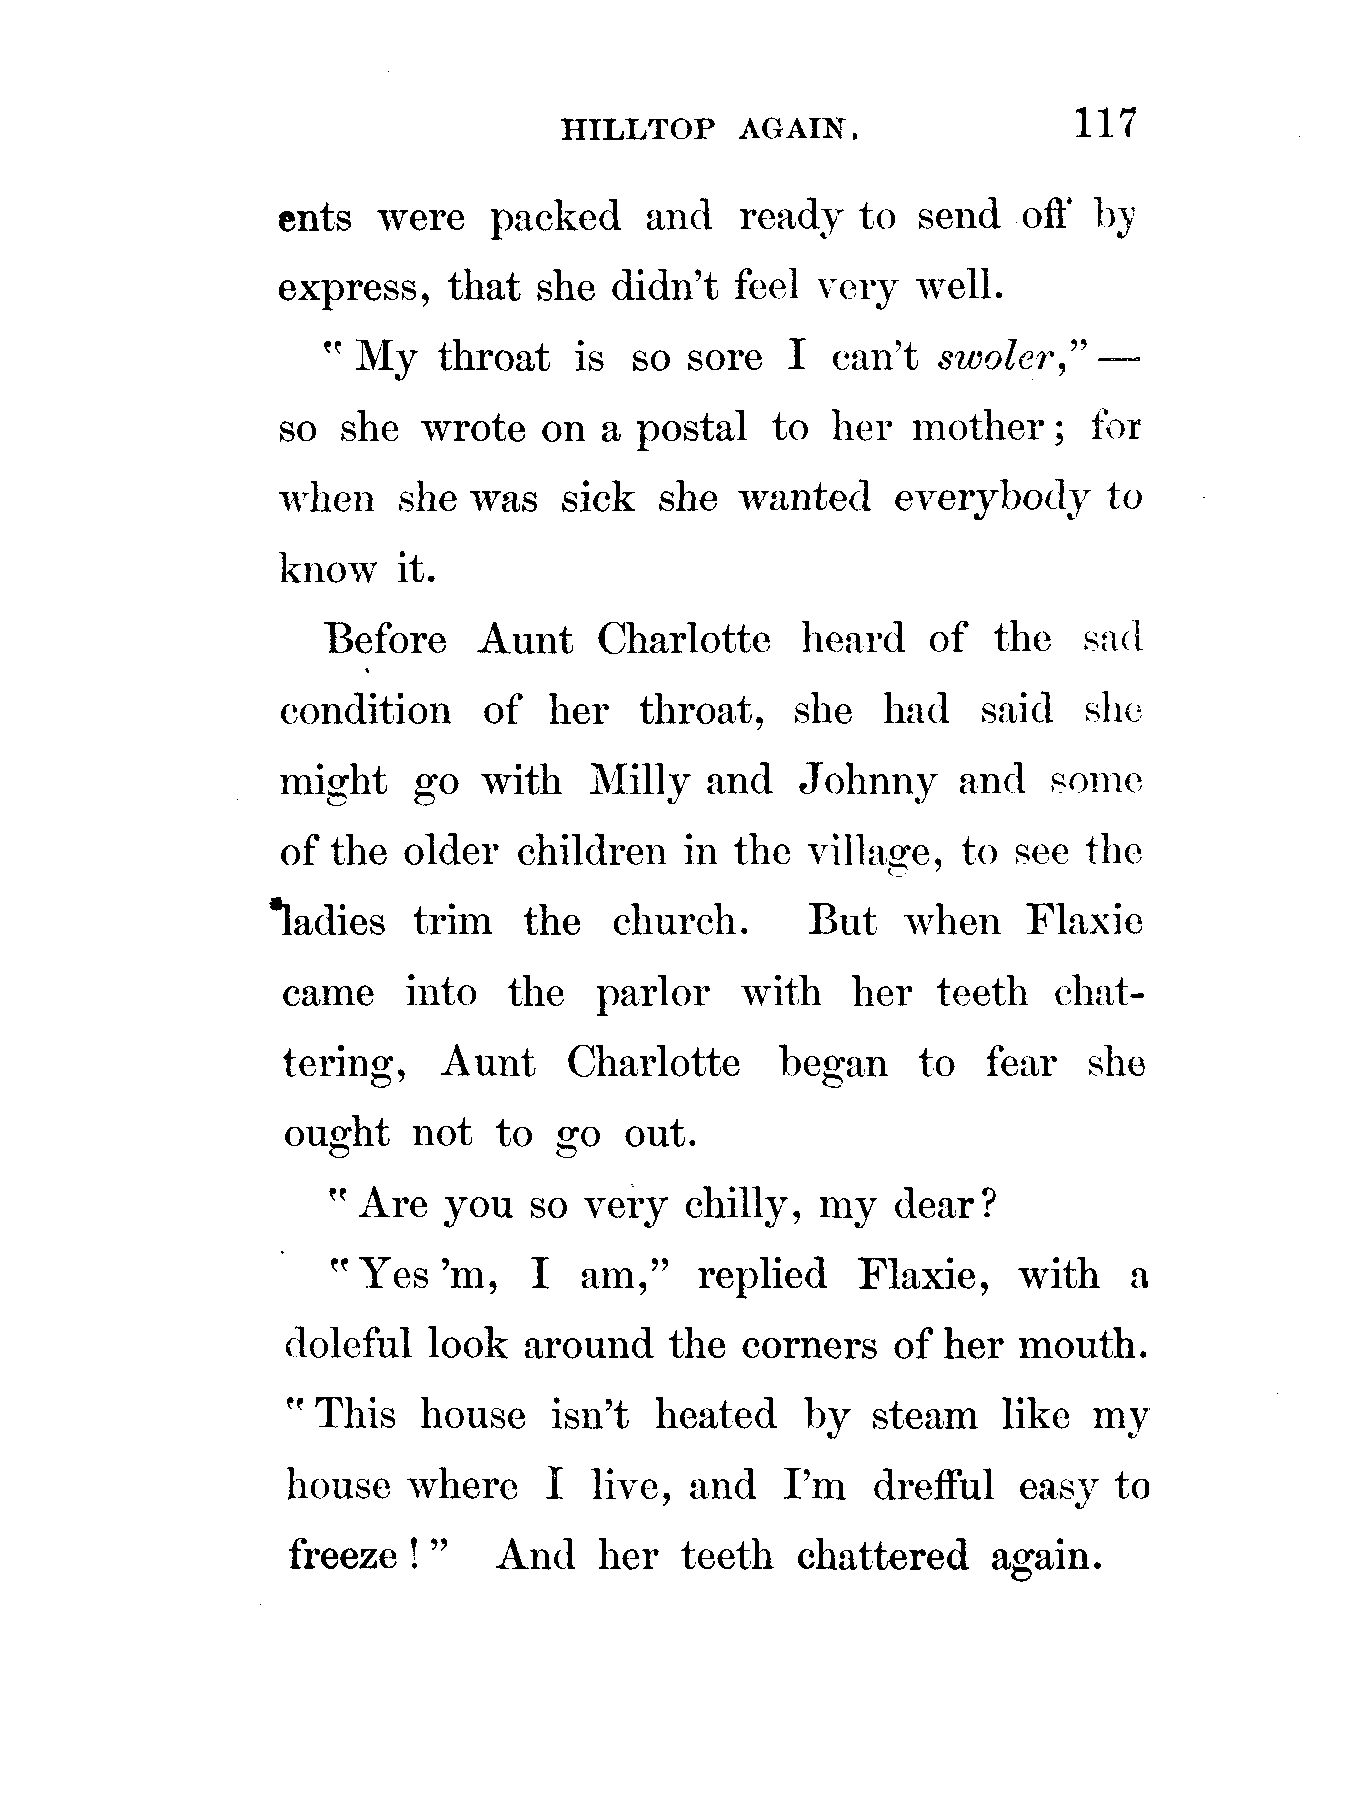 HILLTOP AGAIN. 117
ents were packed and ready to send off by
express, that she didn't feel very well.
" My throat is so sore I can't swoler," —
so she wrote on a postal to her mother; for
when she was sick she wanted everybody to
know it.
Before Aunt Charlotte heard of the sad
condition of her throat, she had said she
might go with Milly and Johnny and some
of the older children in the village, to see the
ladies trim the church. But when Flaxie
came into the parlor with her teeth chat-
tering, Aunt Charlotte began to fear she
ought not to go out.
" Are you so very chilly, my dear?
" Yes 'm, I am," replied Flaxie, with a
doleful look around the corners of her mouth.
" This house isn't heated by steam like my
house where I live, and I'm drefful easy to
freeze ! " And her teeth chattered again.